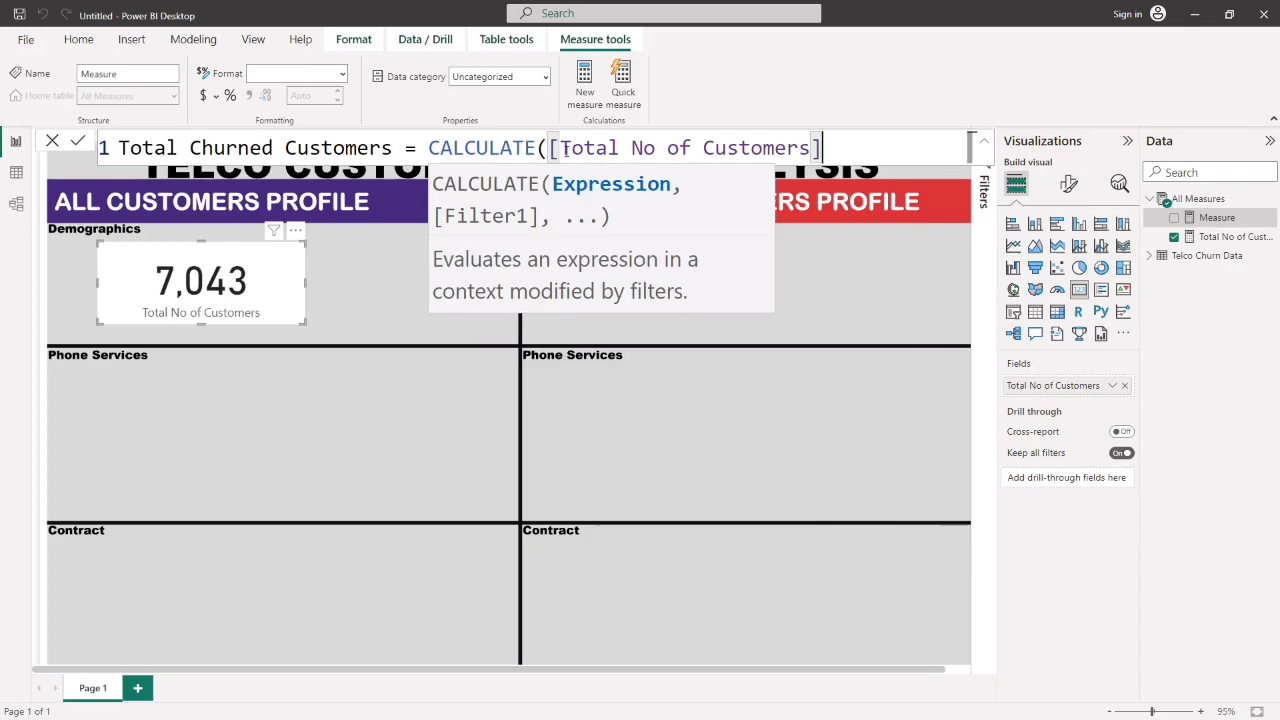 Untitled - Power BI Desktop
Search
Sign in
File
Home
Insert
Modeling
View
Help
Format
Data / Drill
Table tools
Measure tools
Name
Measure
Home table
All Measures
Structure
Format
$
%
Auto
Formatting
Data category
Uncategorized
Properties
New measure
Quick measure
Calculations
1 Total Churned Customers = CALCULATE([Total No of Customers]
CALCULATE(Expression,
[Filter1], ...)
Evaluates an expression in a
context modified by filters.
ALL CUSTOMERS PROFILE
ERS PROFILE
Demographics
7,043
Total No of Customers
Phone Services
Phone Services
Contract
Contract
Filters
Visualizations
Build visual
R
Py
Fields
Total No of Customers
Drill through
Cross-report
Off
Keep all filters
On
Add drill-through fields here
Data
Search
All Measures
Measure
Total No of Cust...
Telco Churn Data
Page 1
Page 1 of 1
95%